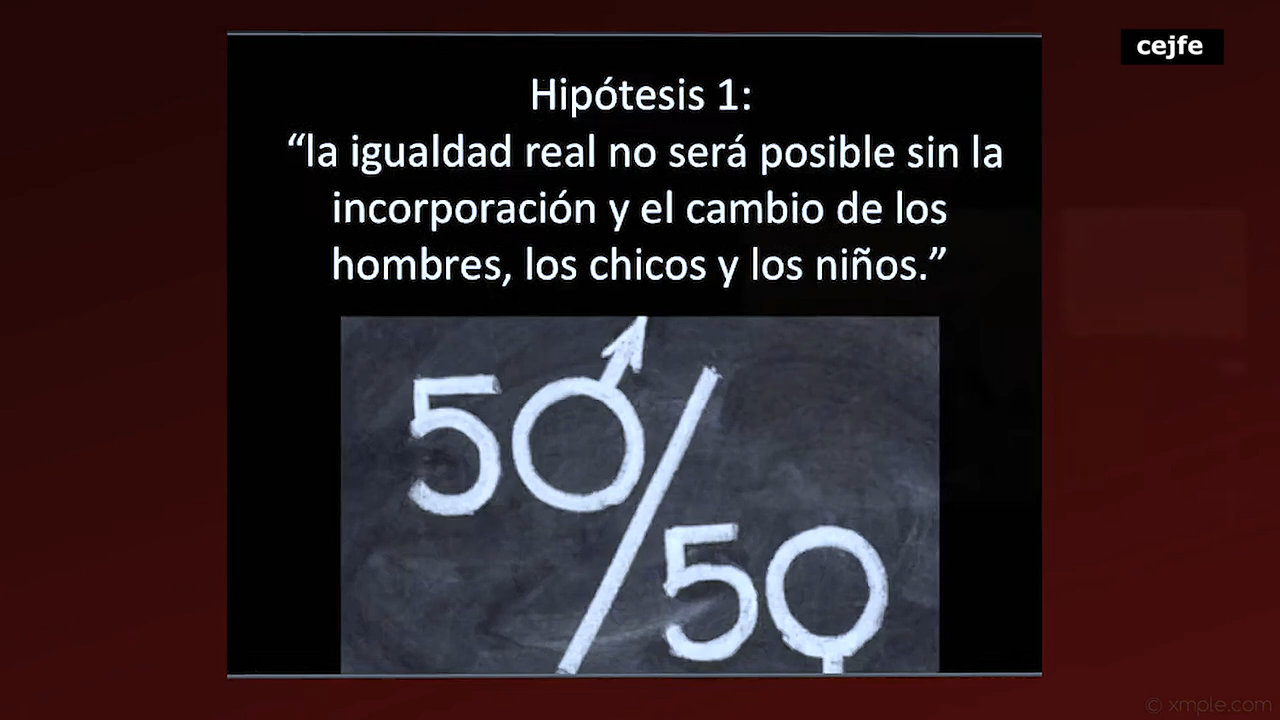 cejfe
Hipótesis 1:
“la igualdad real no será posible sin la
incorporación y el cambio de los
hombres, los chicos y los niños.”
50/
50
© xmple.com